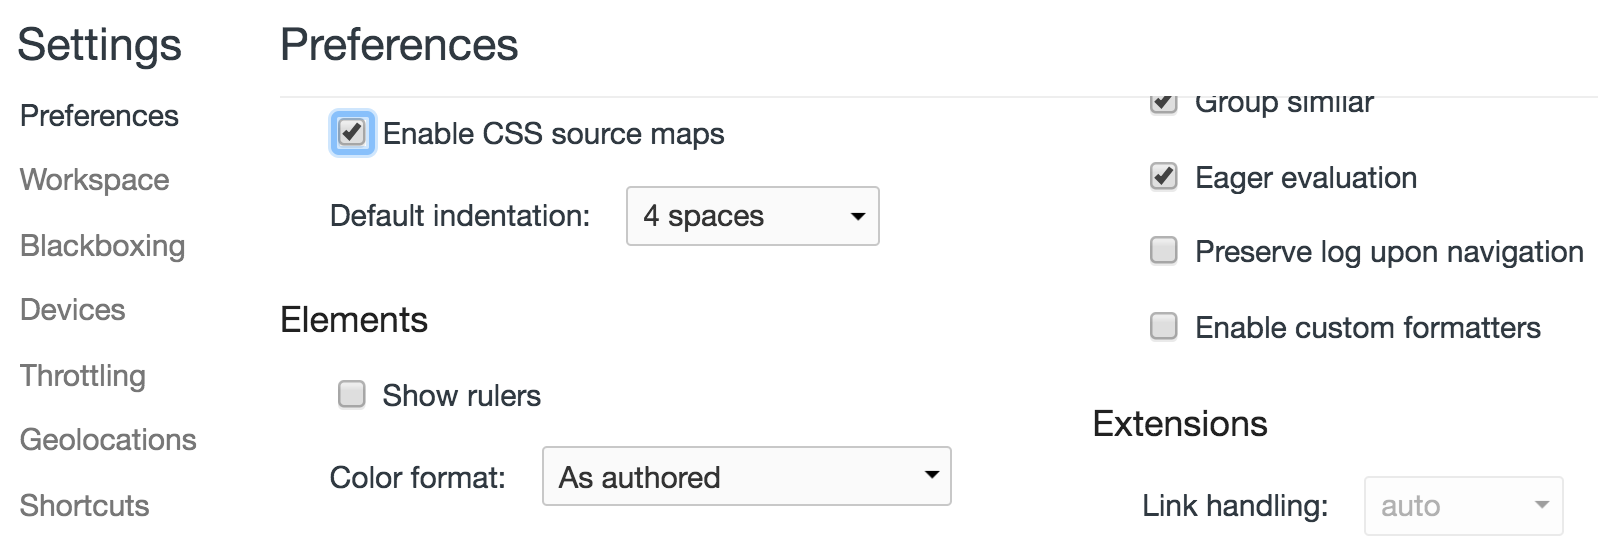 Settings
Preferences
Workspace
Blackboxing
Devices
Throttling
Geolocations
Shortcuts
Preferences
Enable CSS source maps
Default indentation: 4 spaces
Elements
Show rulers
Color format: As authored
Group similar
Eager evaluation
Preserve log upon navigation
Enable custom formatters
Extensions
Link handling: auto